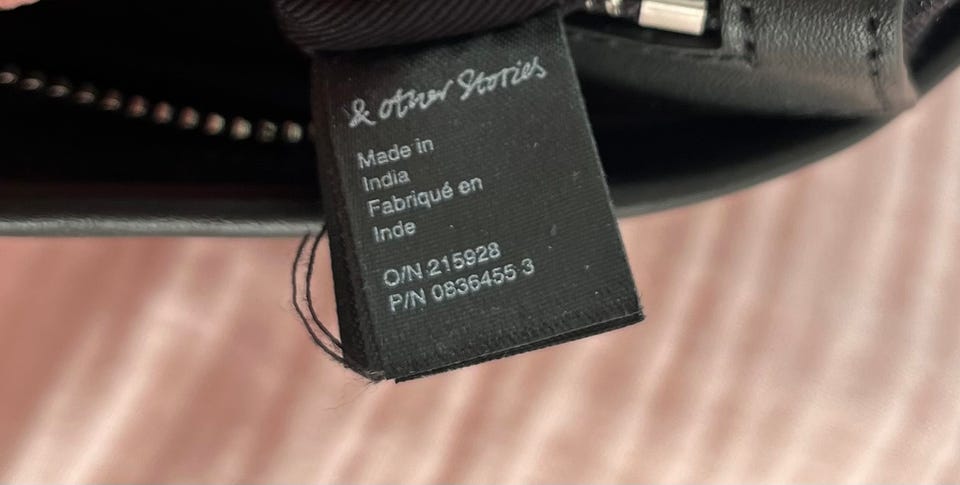 & other Stories
Made in
India
Fabriqué en
Inde
O/N 215928
P/N 0836455 3